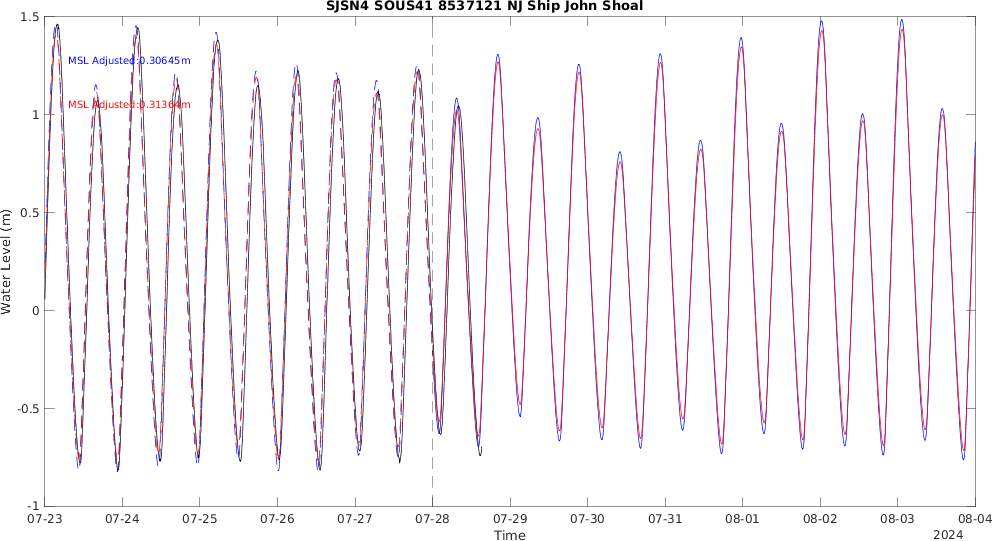 SJSN4 SOUS41 8537121 NJ Ship John Shoal
1.5
MSL Adjusted:0.30645m
MSL Adjusted:0.31364m
1
0.5
0
-0.5
-1
Water Level (m)
07-23 07-24 07-25 07-26 07-27 07-28 07-29 07-30 07-31 08-01 08-02 08-03 08-04
Time
2024